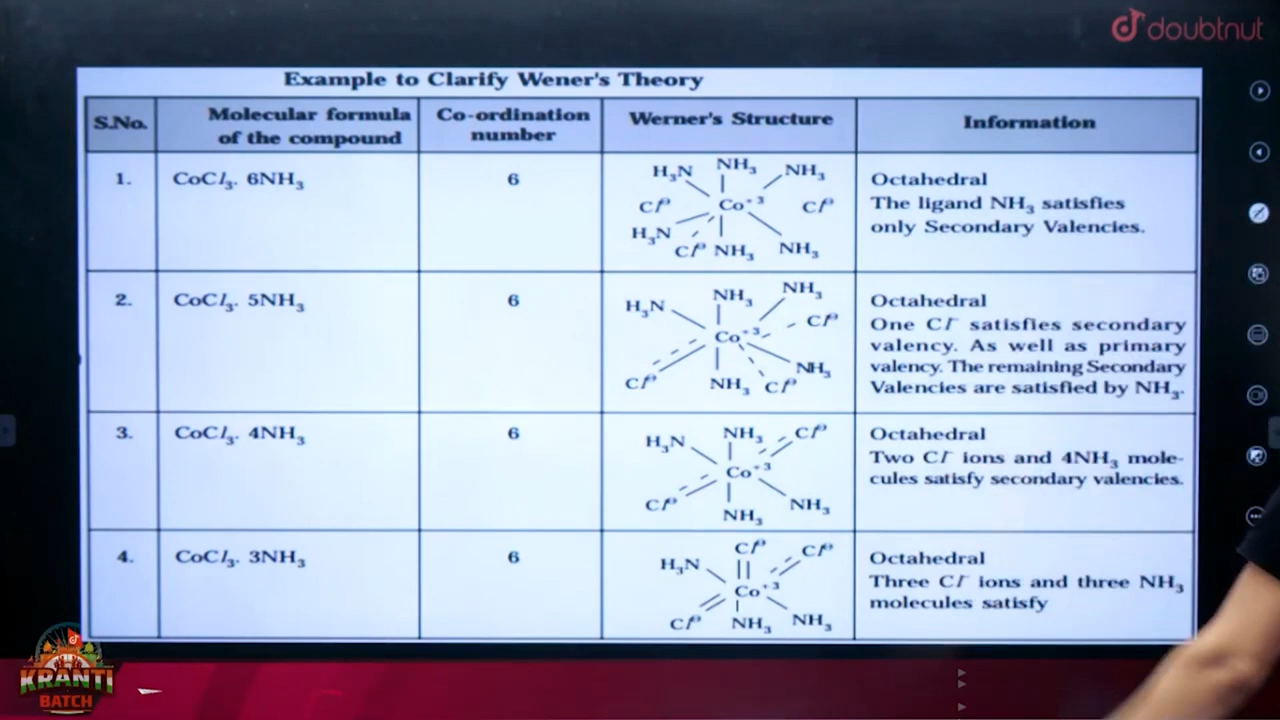 doubtnut
Example to Clarify Wener's Theory
S.No.
Molecular formula
of the compound
Co-ordination
number
Werner's Structure
Information
1.
CoCl₃. 6NH₃
6
H₃N NH₃ NH₃
Cl⊖ Co⁺³ Cl⊖
H₃N
Cl⊖ NH₃ NH₃
Octahedral
The ligand NH₃ satisfies
only Secondary Valencies.
2.
CoCl₃. 5NH₃
6
H₃N NH₃ NH₃
Cl⊖
Co⁺³
NH₃
Cl⊖ NH₃ Cl⊖
Octahedral
One Cl⁻ satisfies secondary
valency. As well as primary
valency. The remaining Secondary
Valencies are satisfied by NH₃.
3.
CoCl₃. 4NH₃
6
H₃N NH₃ Cl⊖
Co⁺³
Cl⊖ NH₃ NH₃
Octahedral
Two Cl⁻ ions and 4NH₃ mole-
cules satisfy secondary valencies.
4.
CoCl₃. 3NH₃
6
H₃N Cl⊖ Cl⊖
Co⁺³
Cl⊖ NH₃ NH₃
Octahedral
Three Cl⁻ ions and three NH₃
molecules satisfy
KRANTI
BATCH